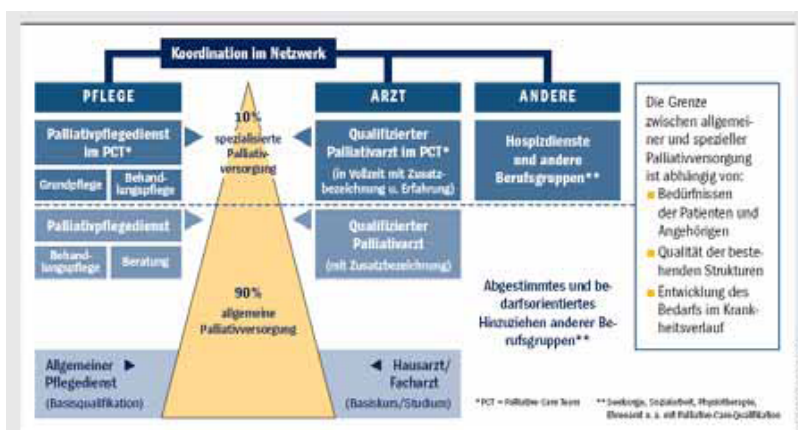 Koordination im Netzwerk
PFLEGE
Palliativpflegedienst
im PCT*
Grundpflege
Behand-
lungspflege
Palliativpflegedienst
Behand-
lungspflege
Beratung
Allgemeiner
Pflegedienst
(Basisqualifikation)
10%
spezialisierte
Palliativ-
versorgung
90%
allgemeine
Palliativversorgung
ARZT
Qualifizierter
Palliativarzt im PCT*
(in Vollzeit mit Zusatz-
bezeichnung u. Erfahrung)
Qualifizierter
Palliativarzt
(mit Zusatzbezeichnung)
Hausarzt/
Facharzt
(Basiskurs/Studium)
ANDERE
Hospizdienste
und andere
Berufsgruppen**
Abgestimmtes und be-
darfsorientiertes
Hinzuziehen anderer Be-
rufsgruppen**
Die Grenze
zwischen allgemei-
ner und spezieller
Palliativversorgung
ist abhängig von:
Bedürfnissen
der Patienten und
Angehörigen
Qualität der beste-
henden Strukturen
Entwicklung des
Bedarfs im Krank-
heitsverlauf
*PCT = Palliative Care Team
**Seelsorge, Sozialarbeit, Physiotherapie,
Ehrenamt u. a. mit Palliative-Care-Qualifikation